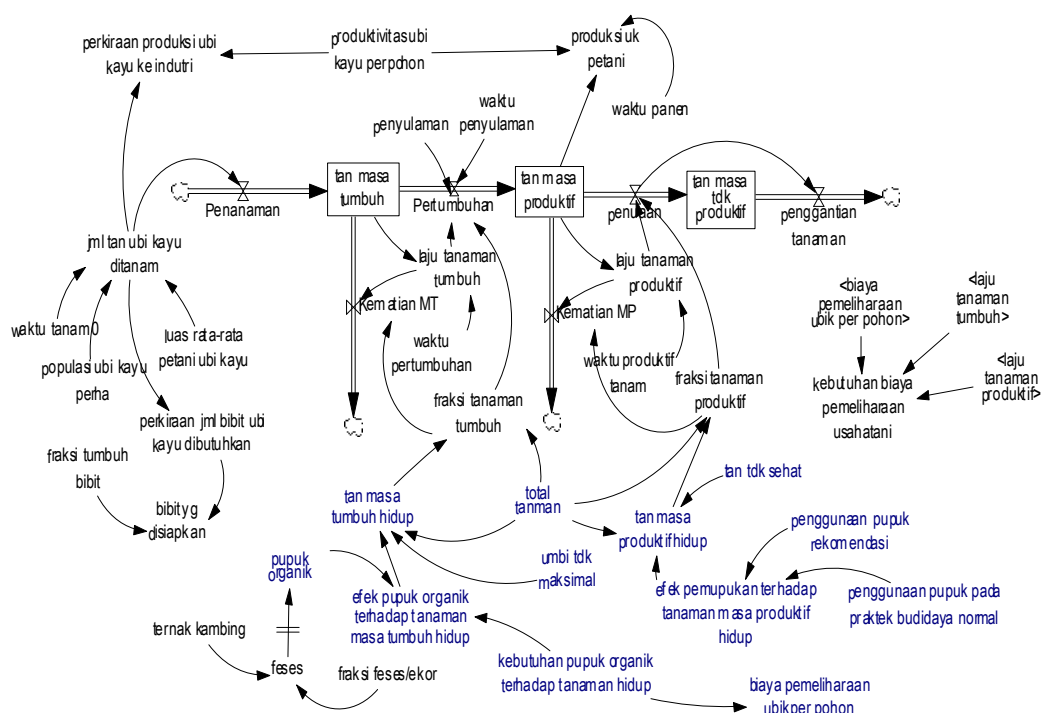 perkiraan produksi ubi
kayu ke indutri
produktivitas ubi
kayu per pohon
produksi uk
petani
waktu panen
penyulaman
waktu
penyulaman
tan masa
tumbuh
tan masa
produktif
tan masa
tdk
produktif
Penanaman
Pertumbuhan
penuaan
penggantian
tanaman
jml tan ubi kayu
ditanam
laju tanaman
tumbuh
laju tanaman
produktif
Kematian MT
Kematian MP
waktu tanam 0
luas rata-rata
petani ubi kayu
populasi ubi kayu
perha
waktu
pertumbuhan
waktu produktif
tanam
fraksi tanaman
tumbuh
fraksi tanaman
produktif
<biaya
pemeliharaan
ubik per pohon>
<laju
tanaman
tumbuh>
<laju
tanaman
produktif>
kebutuhan biaya
pemeliharaan
usahatani
perkiraan jml bibit ubi
kayu dibutuhkan
fraksi tumbuh
bibit
bibit yg
disiapkan
tan masa
tumbuh hidup
total
tanman
tan masa
produktif hidup
tan tdk sehat
penggunaan pupuk
rekomendasi
umbi tdk
maksimal
pupuk
organik
efek pupuk organik
terhadap tanaman
masa tumbuh hidup
efek pemupukan terhadap
tanaman masa produktif
hidup
penggunaan pupuk pada
praktek budidaya normal
ternak kambing
feses
fraksi feses/ekor
kebutuhan pupuk organik
terhadap tanaman hidup
biaya pemeliharaan
ubik per pohon